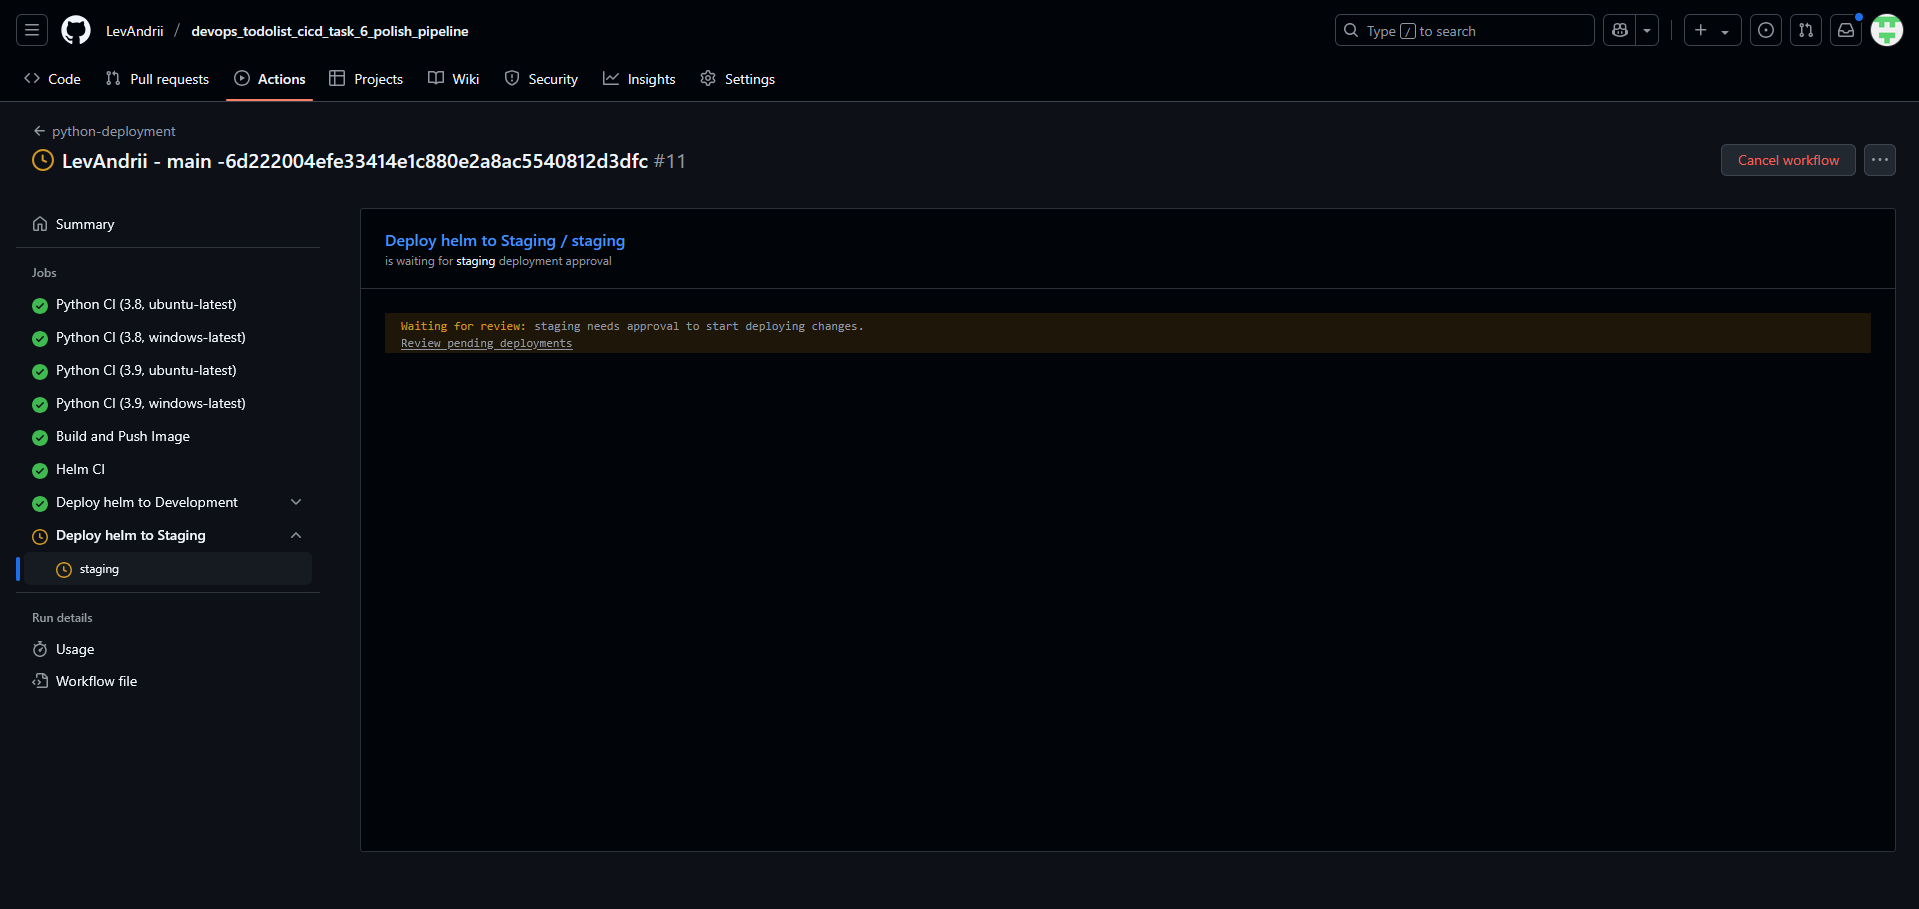 LevAndrii / devops_todolist_cicd_task_6_polish_pipeline
Type / to search
Code
Pull requests
Actions
Projects
Wiki
Security
Insights
Settings
python-deployment
LevAndrii - main -6d222004efe33414e1c880e2a8ac5540812d3dfc #11
Cancel workflow
Summary
Jobs
Python CI (3.8, ubuntu-latest)
Python CI (3.8, windows-latest)
Python CI (3.9, ubuntu-latest)
Python CI (3.9, windows-latest)
Build and Push Image
Helm CI
Deploy helm to Development
Deploy helm to Staging
staging
Run details
Usage
Workflow file
Deploy helm to Staging / staging
is waiting for staging deployment approval
Waiting for review: staging needs approval to start deploying changes.
Review pending deployments